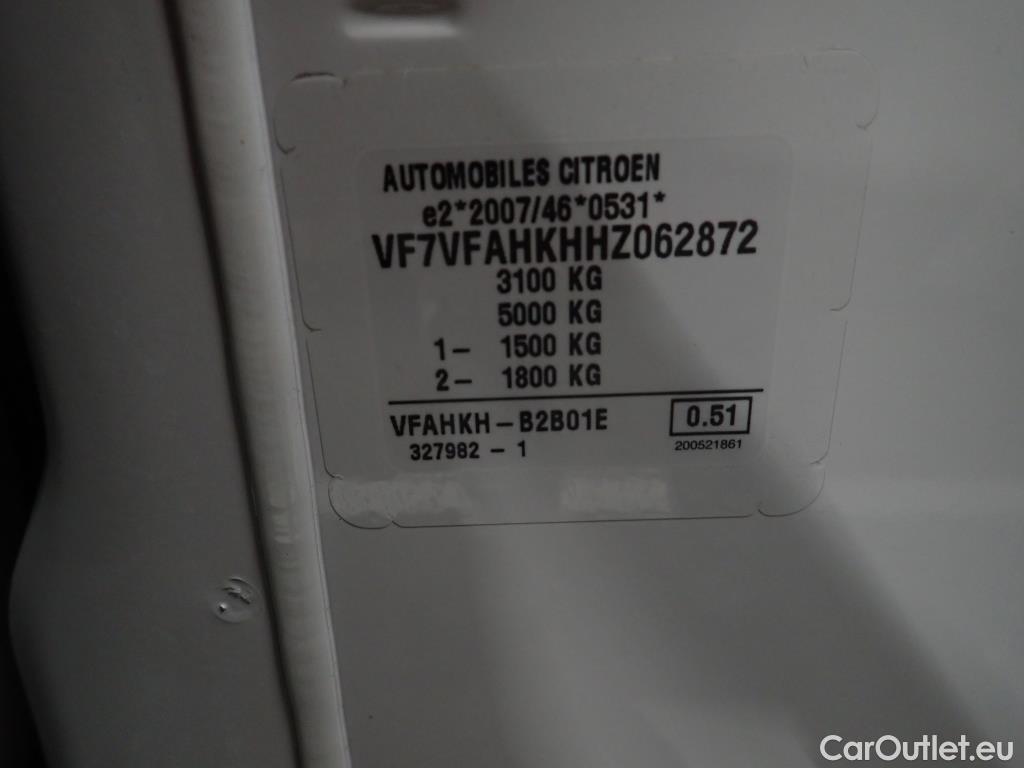 AUTOMOBILES CITROEN
e2*2007/46*0531*
VF7VFAHKHHZ062872
3100 KG
5000 KG
1- 1500 KG
2- 1800 KG
VFAHKH-B2B01E
0.51
327982 - 1
200521861
CarOutlet.eu